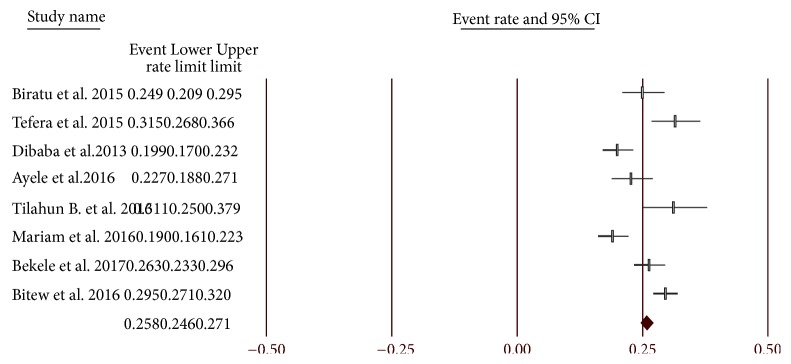 Study name
Event rate and 95% CI
Event Lower Upper
rate limit limit
Biratu et al. 2015 0.249 0.209 0.295
Tefera et al. 2015 0.3150.2680.366
Dibaba et al.2013 0.1990.1700.232
Ayele et al.2016 0.2270.1880.271
Tilahun B. et al. 0.2500.379
Mariam et al. 20160.1900.1610.223
Bekele et al. 20170.2630.2330.296
Bitew et al. 2016 0.2950.2710.320
0.2580.2460.271
−0.50 −0.25 0.00 0.25 0.50